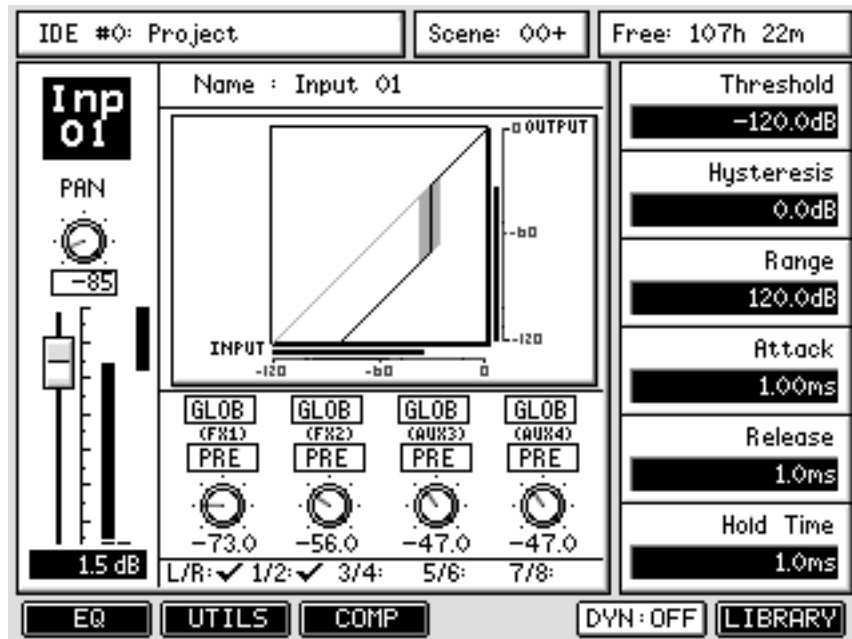 IDE #0: Project
Scene: 00+
Free: 107h 22m
Inp
01
PAN
-85
1.5 dB
Name : Input 01
OUTPUT
0
-60
-120
INPUT
-120 -60 0
GLOB GLOB GLOB GLOB
(FX1) (FX2) (AUX3) (AUX4)
PRE PRE PRE PRE
-73.0 -56.0 -47.0 -47.0
L/R:✓ 1/2:✓ 3/4: 5/6: 7/8:
Threshold
-120.0dB
Hysteresis
0.0dB
Range
120.0dB
Attack
1.00ms
Release
1.0ms
Hold Time
1.0ms
EQ UTILS COMP DYN:OFF LIBRARY